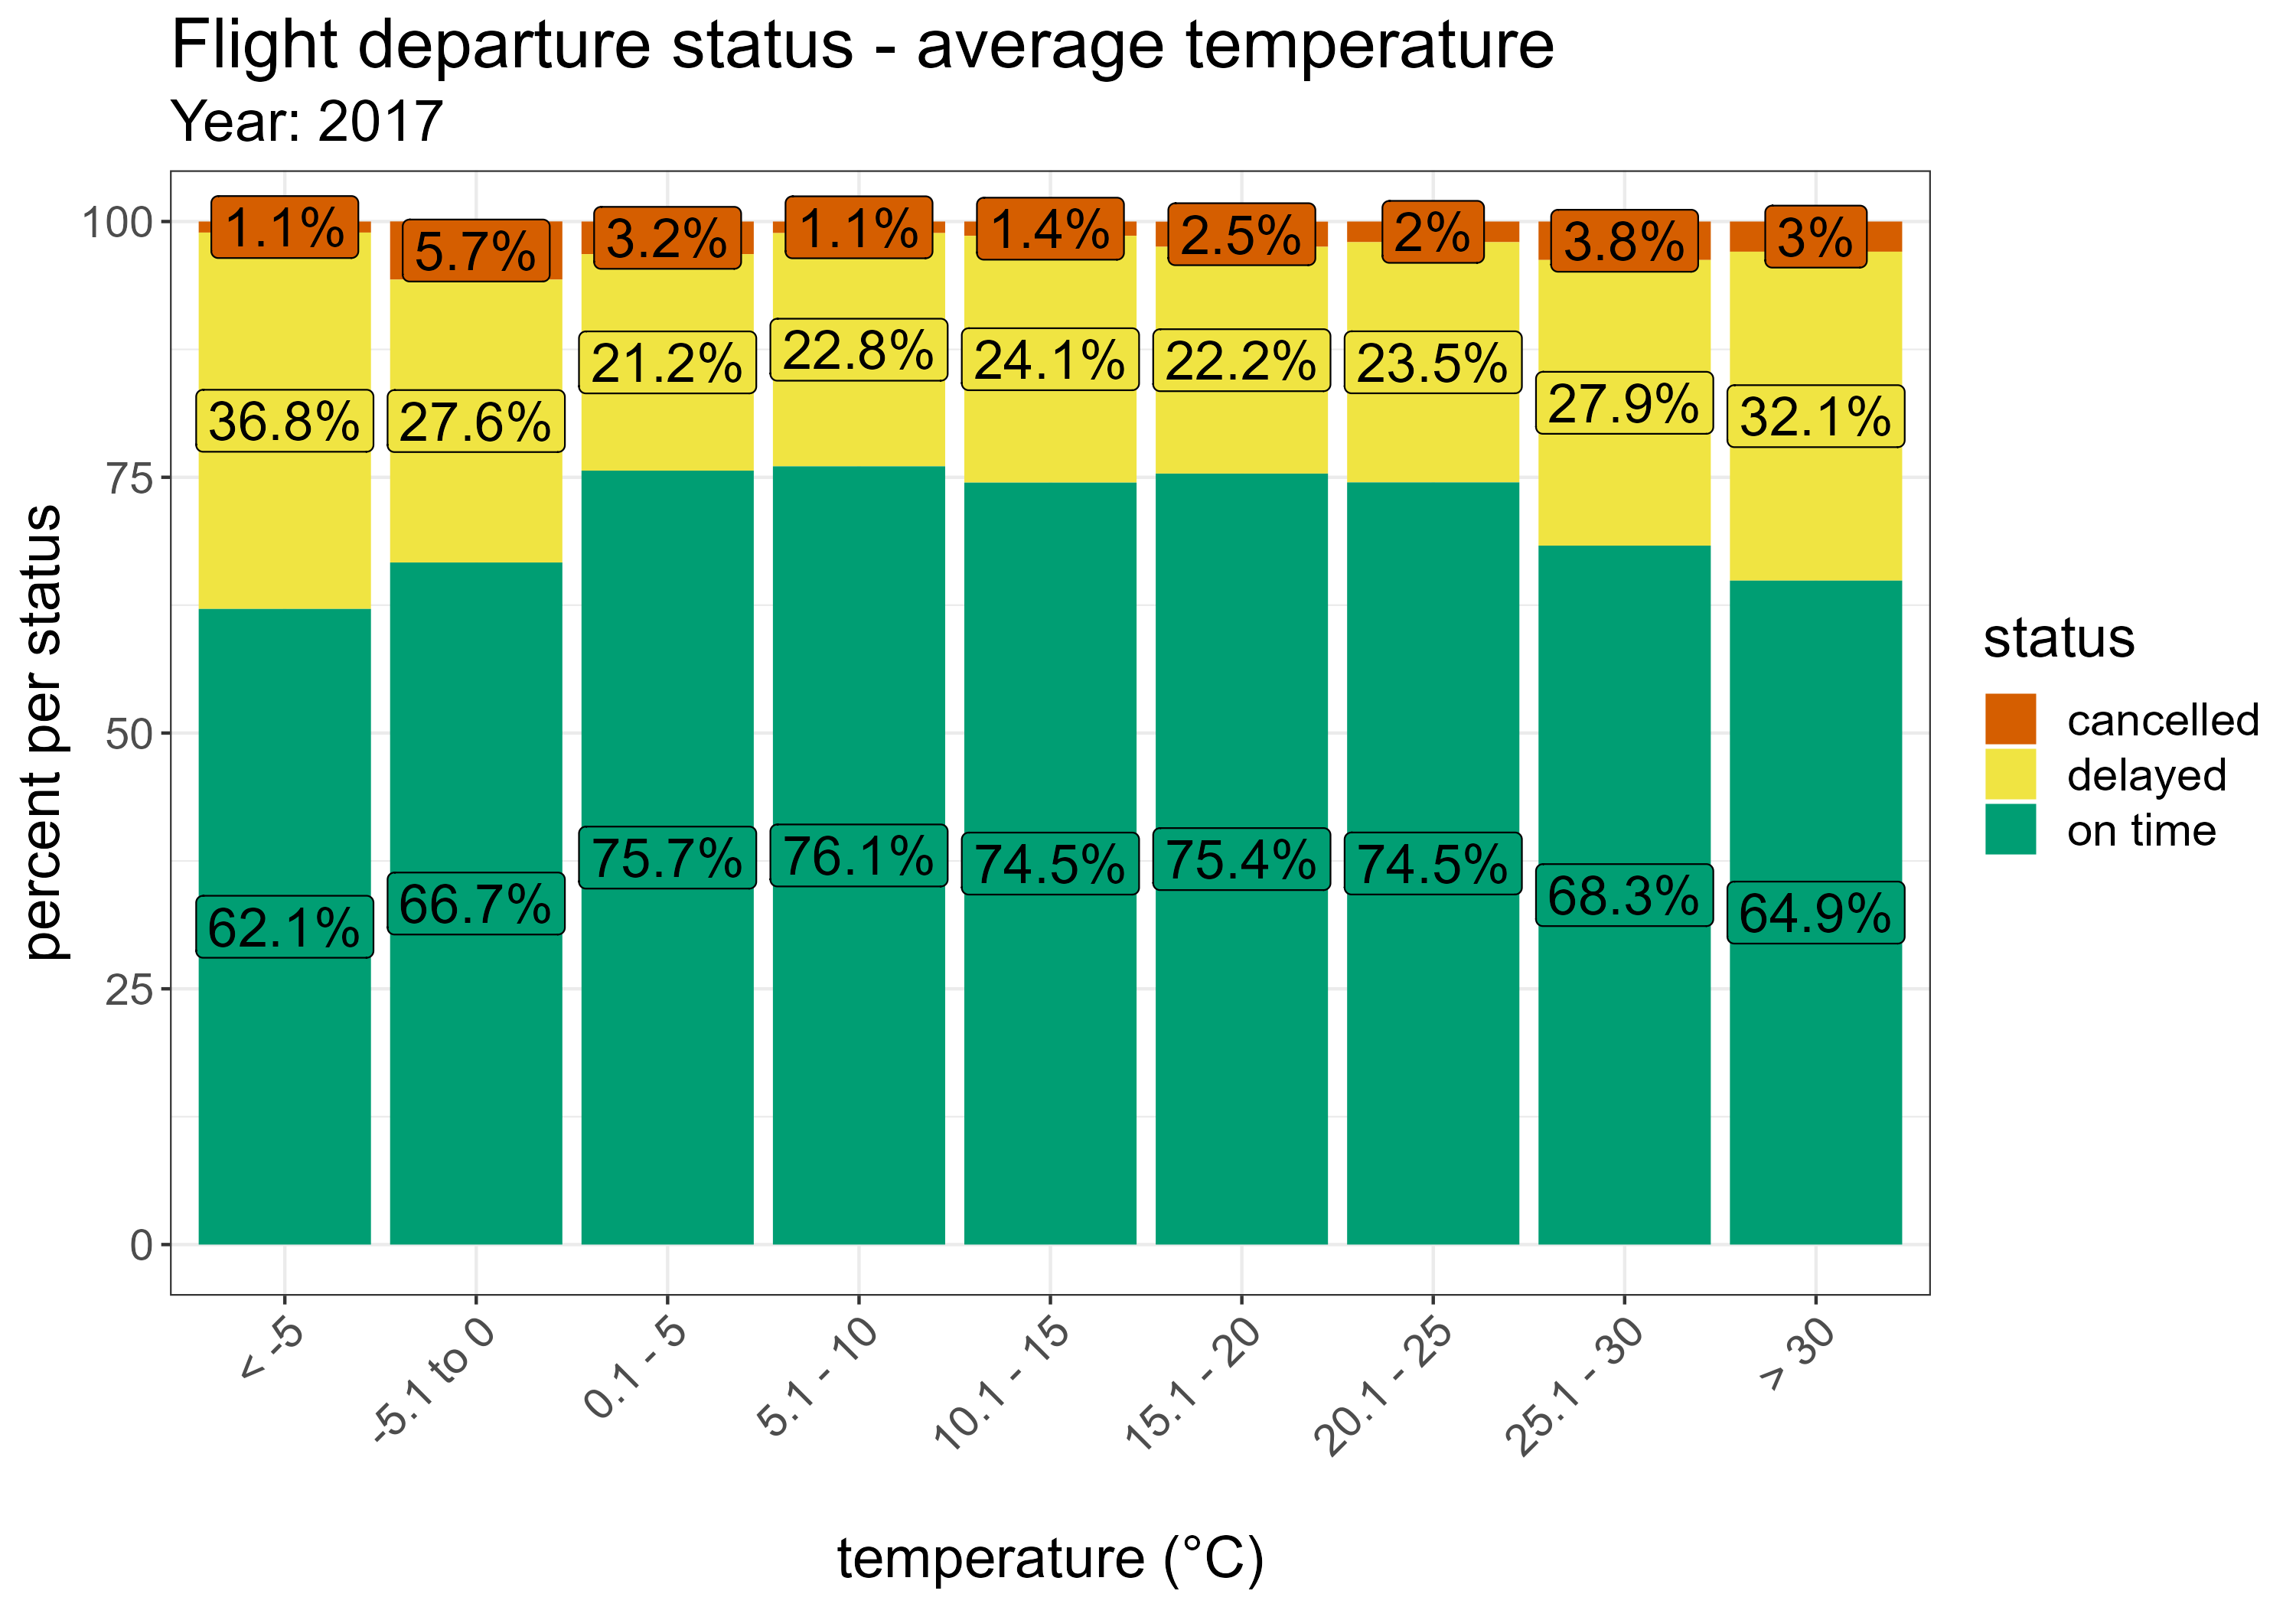 Flight departure status - average temperature
Year: 2017
percent per status
100
75
50
25
0
1.1% 5.7% 3.2% 1.1% 1.4% 2.5% 2% 3.8% 3%
36.8% 27.6% 21.2% 22.8% 24.1% 22.2% 23.5% 27.9% 32.1%
62.1% 66.7% 75.7% 76.1% 74.5% 75.4% 74.5% 68.3% 64.9%
< -5 -5.1 to 0 0.1 - 5 5.1 - 10 10.1 - 15 15.1 - 20 20.1 - 25 25.1 - 30 > 30
temperature (°C)
status
cancelled
delayed
on time